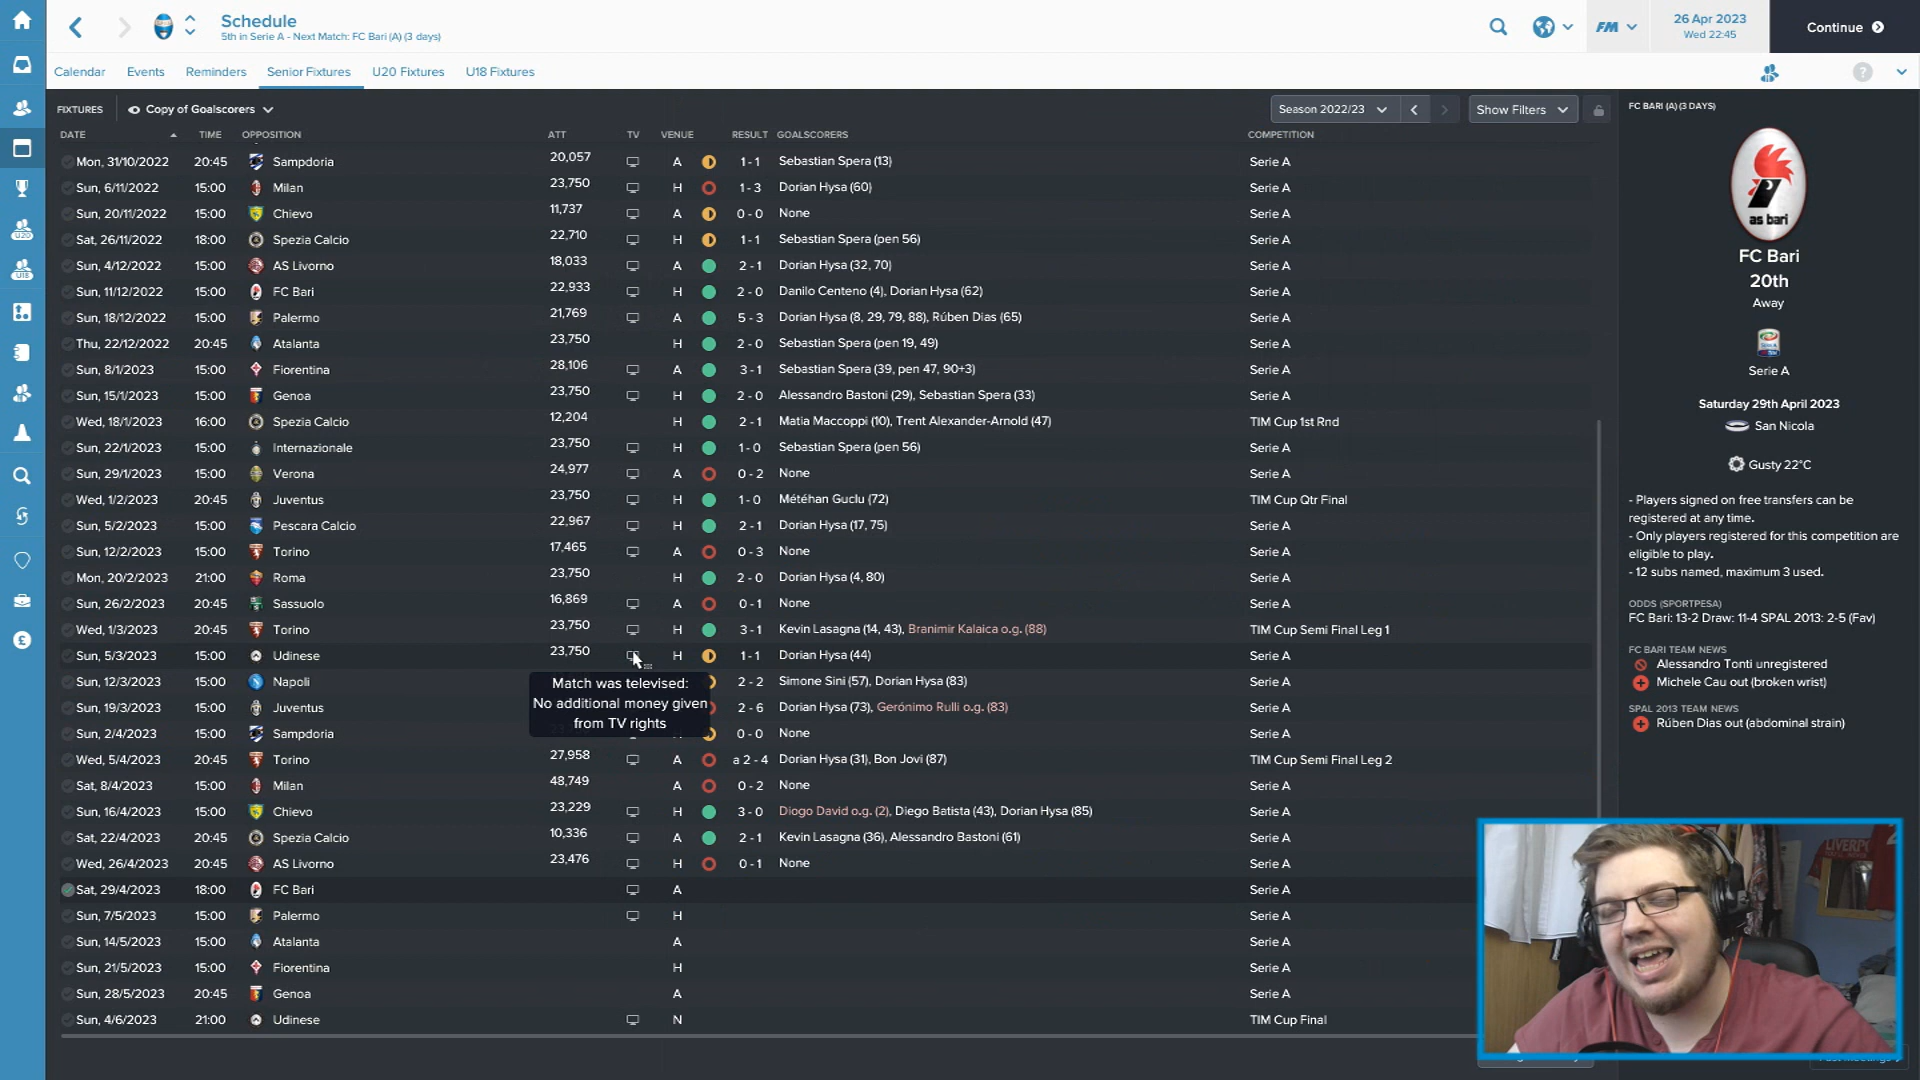 Schedule
5th in Serie A - Next Match: FC Bari (A) (3 days)
FM
26 Apr 2023
Wed 22:45
Continue
Calendar Events Reminders Senior Fixtures U20 Fixtures U18 Fixtures
FIXTURES Copy of Goalscorers Season 2022/23 Show Filters
DATE TIME OPPOSITION ATT TV VENUE RESULT GOALSCORERS COMPETITION
Mon, 31/10/2022 20:45 Sampdoria 20,057 A 1-1 Sebastian Spera (13) Serie A
Sun, 6/11/2022 15:00 Milan 23,750 H 1-3 Dorian Hysa (60) Serie A
Sun, 20/11/2022 15:00 Chievo 11,737 A 0-0 None Serie A
Sat, 26/11/2022 18:00 Spezia Calcio 22,710 H 1-1 Sebastian Spera (pen 56) Serie A
Sun, 4/12/2022 15:00 AS Livorno 18,033 A 2-1 Dorian Hysa (32, 70) Serie A
Sun, 11/12/2022 15:00 FC Bari 22,933 H 2-0 Danilo Centeno (4), Dorian Hysa (62) Serie A
Sun, 18/12/2022 15:00 Palermo 21,769 A 5-3 Dorian Hysa (8, 29, 79, 88), Rúben Dias (65) Serie A
Thu, 22/12/2022 20:45 Atalanta 23,750 H 2-0 Sebastian Spera (pen 19, 49) Serie A
Sun, 8/1/2023 15:00 Fiorentina 28,106 A 3-1 Sebastian Spera (39, pen 47, 90+3) Serie A
Sun, 15/1/2023 15:00 Genoa 23,750 H 2-0 Alessandro Bastoni (29), Sebastian Spera (33) Serie A
Wed, 18/1/2023 16:00 Spezia Calcio 12,204 H 2-1 Matia Maccoppi (10), Trent Alexander-Arnold (47) TIM Cup 1st Rnd
Sun, 22/1/2023 15:00 Internazionale 23,750 H 1-0 Sebastian Spera (pen 56) Serie A
Sun, 29/1/2023 15:00 Verona 24,977 A 0-2 None Serie A
Wed, 1/2/2023 20:45 Juventus 23,750 H 1-0 Météhan Guclu (72) TIM Cup Qtr Final
Sun, 5/2/2023 15:00 Pescara Calcio 22,967 H 2-1 Dorian Hysa (17, 75) Serie A
Sun, 12/2/2023 15:00 Torino 17,465 A 0-3 None Serie A
Mon, 20/2/2023 21:00 Roma 23,750 H 2-0 Dorian Hysa (4, 80) Serie A
Sun, 26/2/2023 20:45 Sassuolo 16,869 A 0-1 None Serie A
Wed, 1/3/2023 20:45 Torino 23,750 H 3-1 Kevin Lasagna (14, 43), Branimir Kalaica o.g. (88) TIM Cup Semi Final Leg 1
Sun, 5/3/2023 15:00 Udinese 23,750 H 1-1 Dorian Hysa (44) Serie A
Sun, 12/3/2023 15:00 Napoli 2-2 Simone Sini (57), Dorian Hysa (83) Serie A
Sun, 19/3/2023 15:00 Juventus 2-6 Dorian Hysa (73), Gerónimo Rulli o.g. (83) Serie A
Match was televised:
No additional money given
from TV rights
Sun, 2/4/2023 15:00 Sampdoria 0-0 None Serie A
Wed, 5/4/2023 20:45 Torino 27,958 A a 2-4 Dorian Hysa (31), Bon Jovi (87) TIM Cup Semi Final Leg 2
Sat, 8/4/2023 15:00 Milan 48,749 A 0-2 None Serie A
Sun, 16/4/2023 15:00 Chievo 23,229 H 3-0 Diogo David o.g. (2), Diego Batista (43), Dorian Hysa (85) Serie A
Sat, 22/4/2023 20:45 Spezia Calcio 10,336 A 2-1 Kevin Lasagna (36), Alessandro Bastoni (61) Serie A
Wed, 26/4/2023 20:45 AS Livorno 23,476 H 0-1 None Serie A
Sat, 29/4/2023 18:00 FC Bari A Serie A
Sun, 7/5/2023 15:00 Palermo H Serie A
Sun, 14/5/2023 15:00 Atalanta A Serie A
Sun, 21/5/2023 15:00 Fiorentina H Serie A
Sun, 28/5/2023 20:45 Genoa A Serie A
Sun, 4/6/2023 21:00 Udinese N TIM Cup Final
FC BARI (A) (3 DAYS)
as bari
FC Bari
20th
Away
Serie A
Saturday 29th April 2023
San Nicola
Gusty 22°C
- Players signed on free transfers can be
registered at any time.
- Only players registered for this competition are
eligible to play.
- 12 subs named, maximum 3 used.
ODDS (SPORTPESA)
FC Bari: 13-2 Draw: 11-4 SPAL 2013: 2-5 (Fav)
FC BARI TEAM NEWS
Alessandro Tonti unregistered
Michele Cau out (broken wrist)
SPAL 2013 TEAM NEWS
Rúben Dias out (abdominal strain)
U20
U18